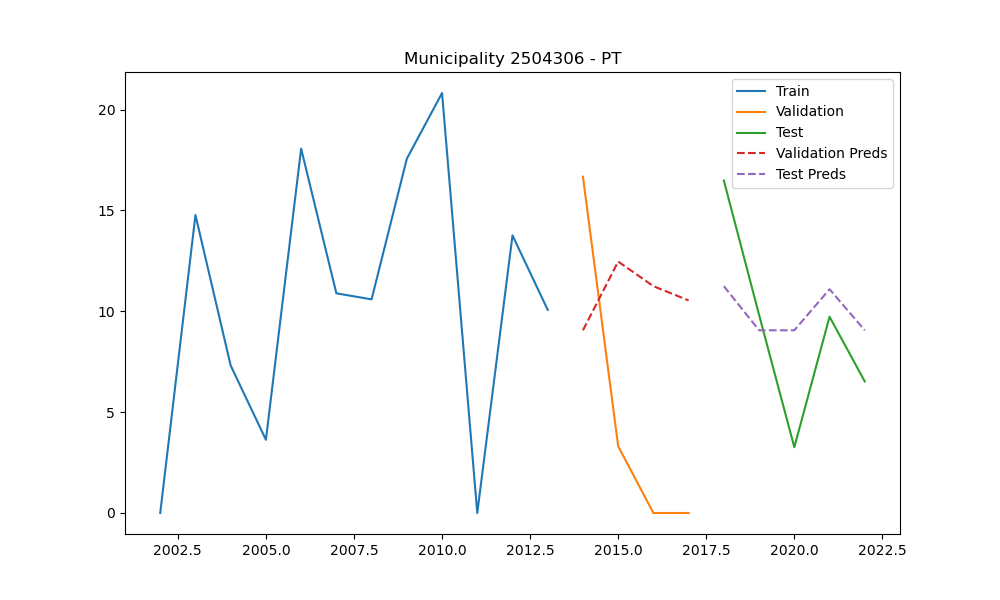 Municipality 2504306 - PT
Train
Validation
Test
Validation Preds
Test Preds
20
15
10
5
0
2002.5 2005.0 2007.5 2010.0 2012.5 2015.0 2017.5 2020.0 2022.5